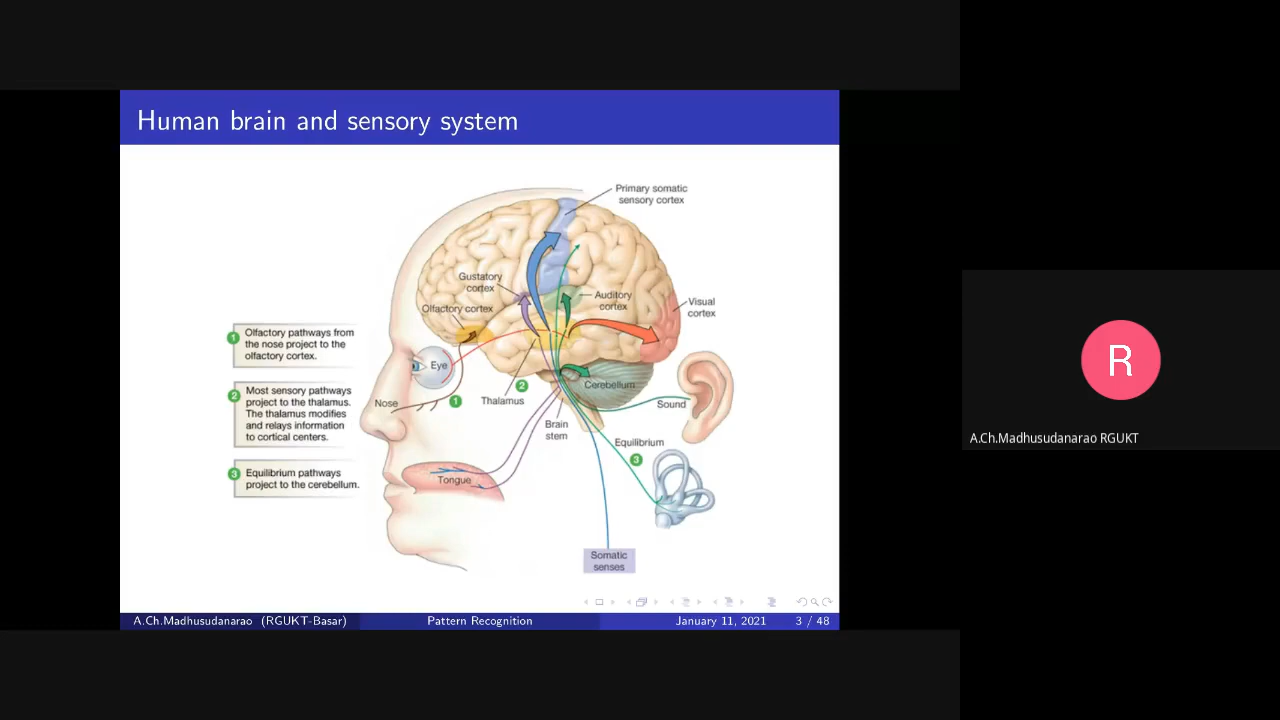 Human brain and sensory system
Primary somatic
sensory cortex
Gustatory
cortex
Olfactory cortex
Auditory
cortex
Visual
cortex
1
Olfactory pathways from
the nose project to the
olfactory cortex.
2
Most sensory pathways
project to the thalamus.
The thalamus modifies
and relays information
to cortical centers.
3
Equilibrium pathways
project to the cerebellum.
Eye
Nose
1
2
Thalamus
Cerebellum
Brain
stem
Sound
Equilibrium
3
Tongue
Somatic
senses
A.Ch.Madhusudanarao (RGUKT-Basar)
Pattern Recognition
January 11, 2021
3 / 48
R
A.Ch.Madhusudanarao RGUKT